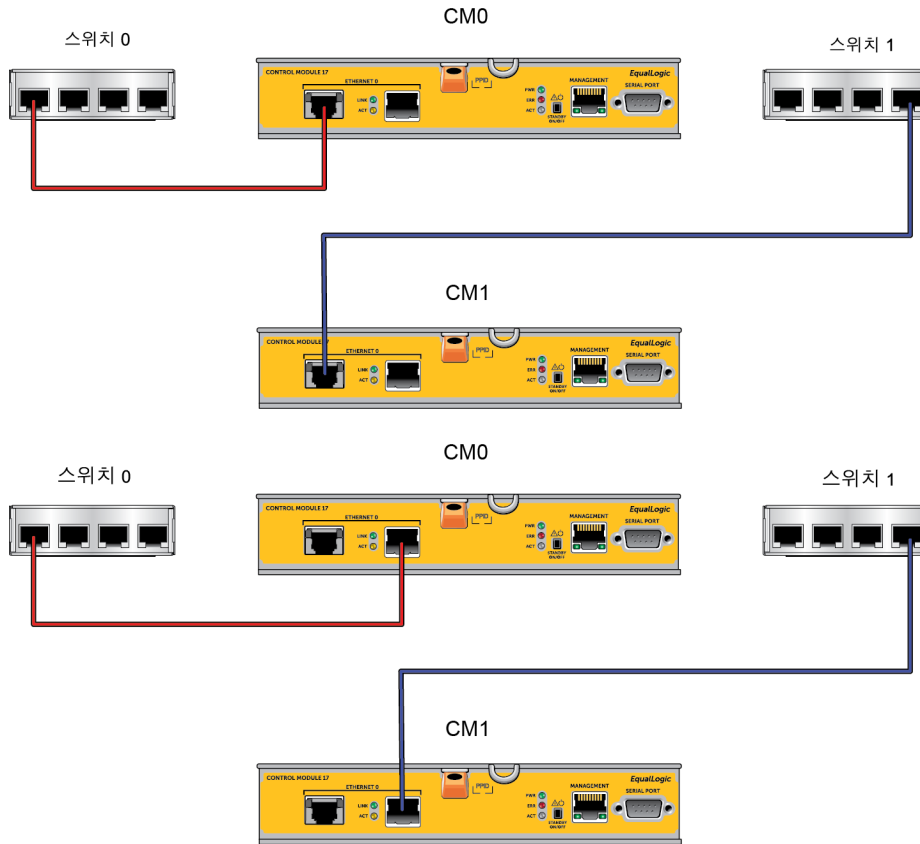 CM0
스위치 0
스위치 1
CONTROL MODULE 17
EqualLogic
ETHERNET 0
LINK
ACT
PPID
PWR
ERR
ACT
STANDBY
ON/OFF
MANAGEMENT
SERIAL PORT
CM1
CONTROL MODULE 17
EqualLogic
ETHERNET 0
LINK
ACT
PPID
PWR
ERR
ACT
STANDBY
ON/OFF
MANAGEMENT
SERIAL PORT
CM0
스위치 0
스위치 1
CONTROL MODULE 17
EqualLogic
ETHERNET 0
LINK
ACT
PPID
PWR
ERR
ACT
STANDBY
ON/OFF
MANAGEMENT
SERIAL PORT
CM1
CONTROL MODULE 17
EqualLogic
ETHERNET 0
LINK
ACT
PPID
PWR
ERR
ACT
STANDBY
ON/OFF
MANAGEMENT
SERIAL PORT